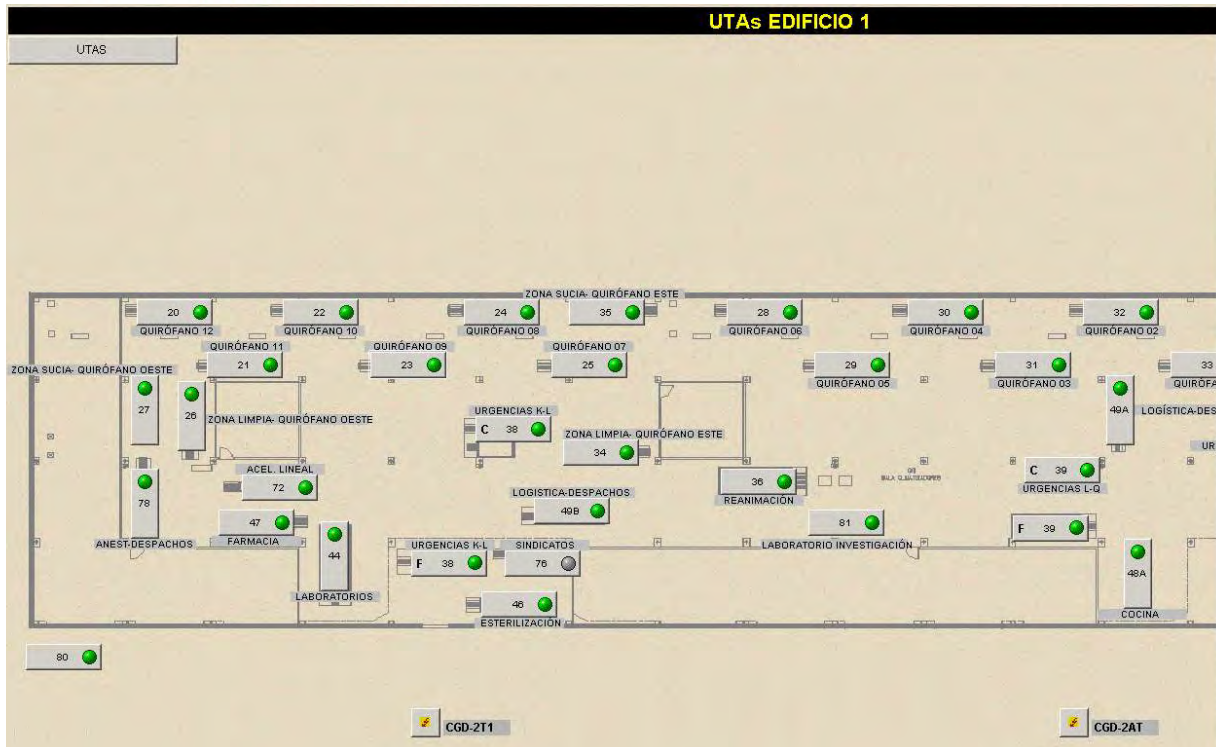 UTAs EDIFICIO 1
UTAS
ZONA SUCIA- QUIRÓFANO ESTE
20
22
24
35
28
30
32
QUIRÓFANO 12
QUIRÓFANO 10
QUIRÓFANO 08
QUIRÓFANO 06
QUIRÓFANO 04
QUIRÓFANO 02
QUIRÓFANO 11
QUIRÓFANO 09
QUIRÓFANO 07
21
23
25
29
31
33
ZONA SUCIA- QUIRÓFANO OESTE
QUIRÓFANO 05
QUIRÓFANO 03
QUIRÓFA
27
26
49A
ZONA LIMPIA- QUIRÓFANO OESTE
URGENCIAS K-L
LOGÍSTICA-DES
C 38
ZONA LIMPIA- QUIRÓFANO ESTE
UR
34
ACEL. LINEAL
C 39
72
36
URGENCIAS L-Q
78
LOGISTICA-DESPACHOS
REANIMACIÓN
49B
47
81
F 39
ANEST-DESPACHOS
FARMACIA
URGENCIAS K-L
SINDICATOS
LABORATORIO INVESTIGACIÓN
44
F 38
76
48A
LABORATORIOS
46
COCINA
ESTERILIZACIÓN
80
CGD-2T1
CGD-2AT